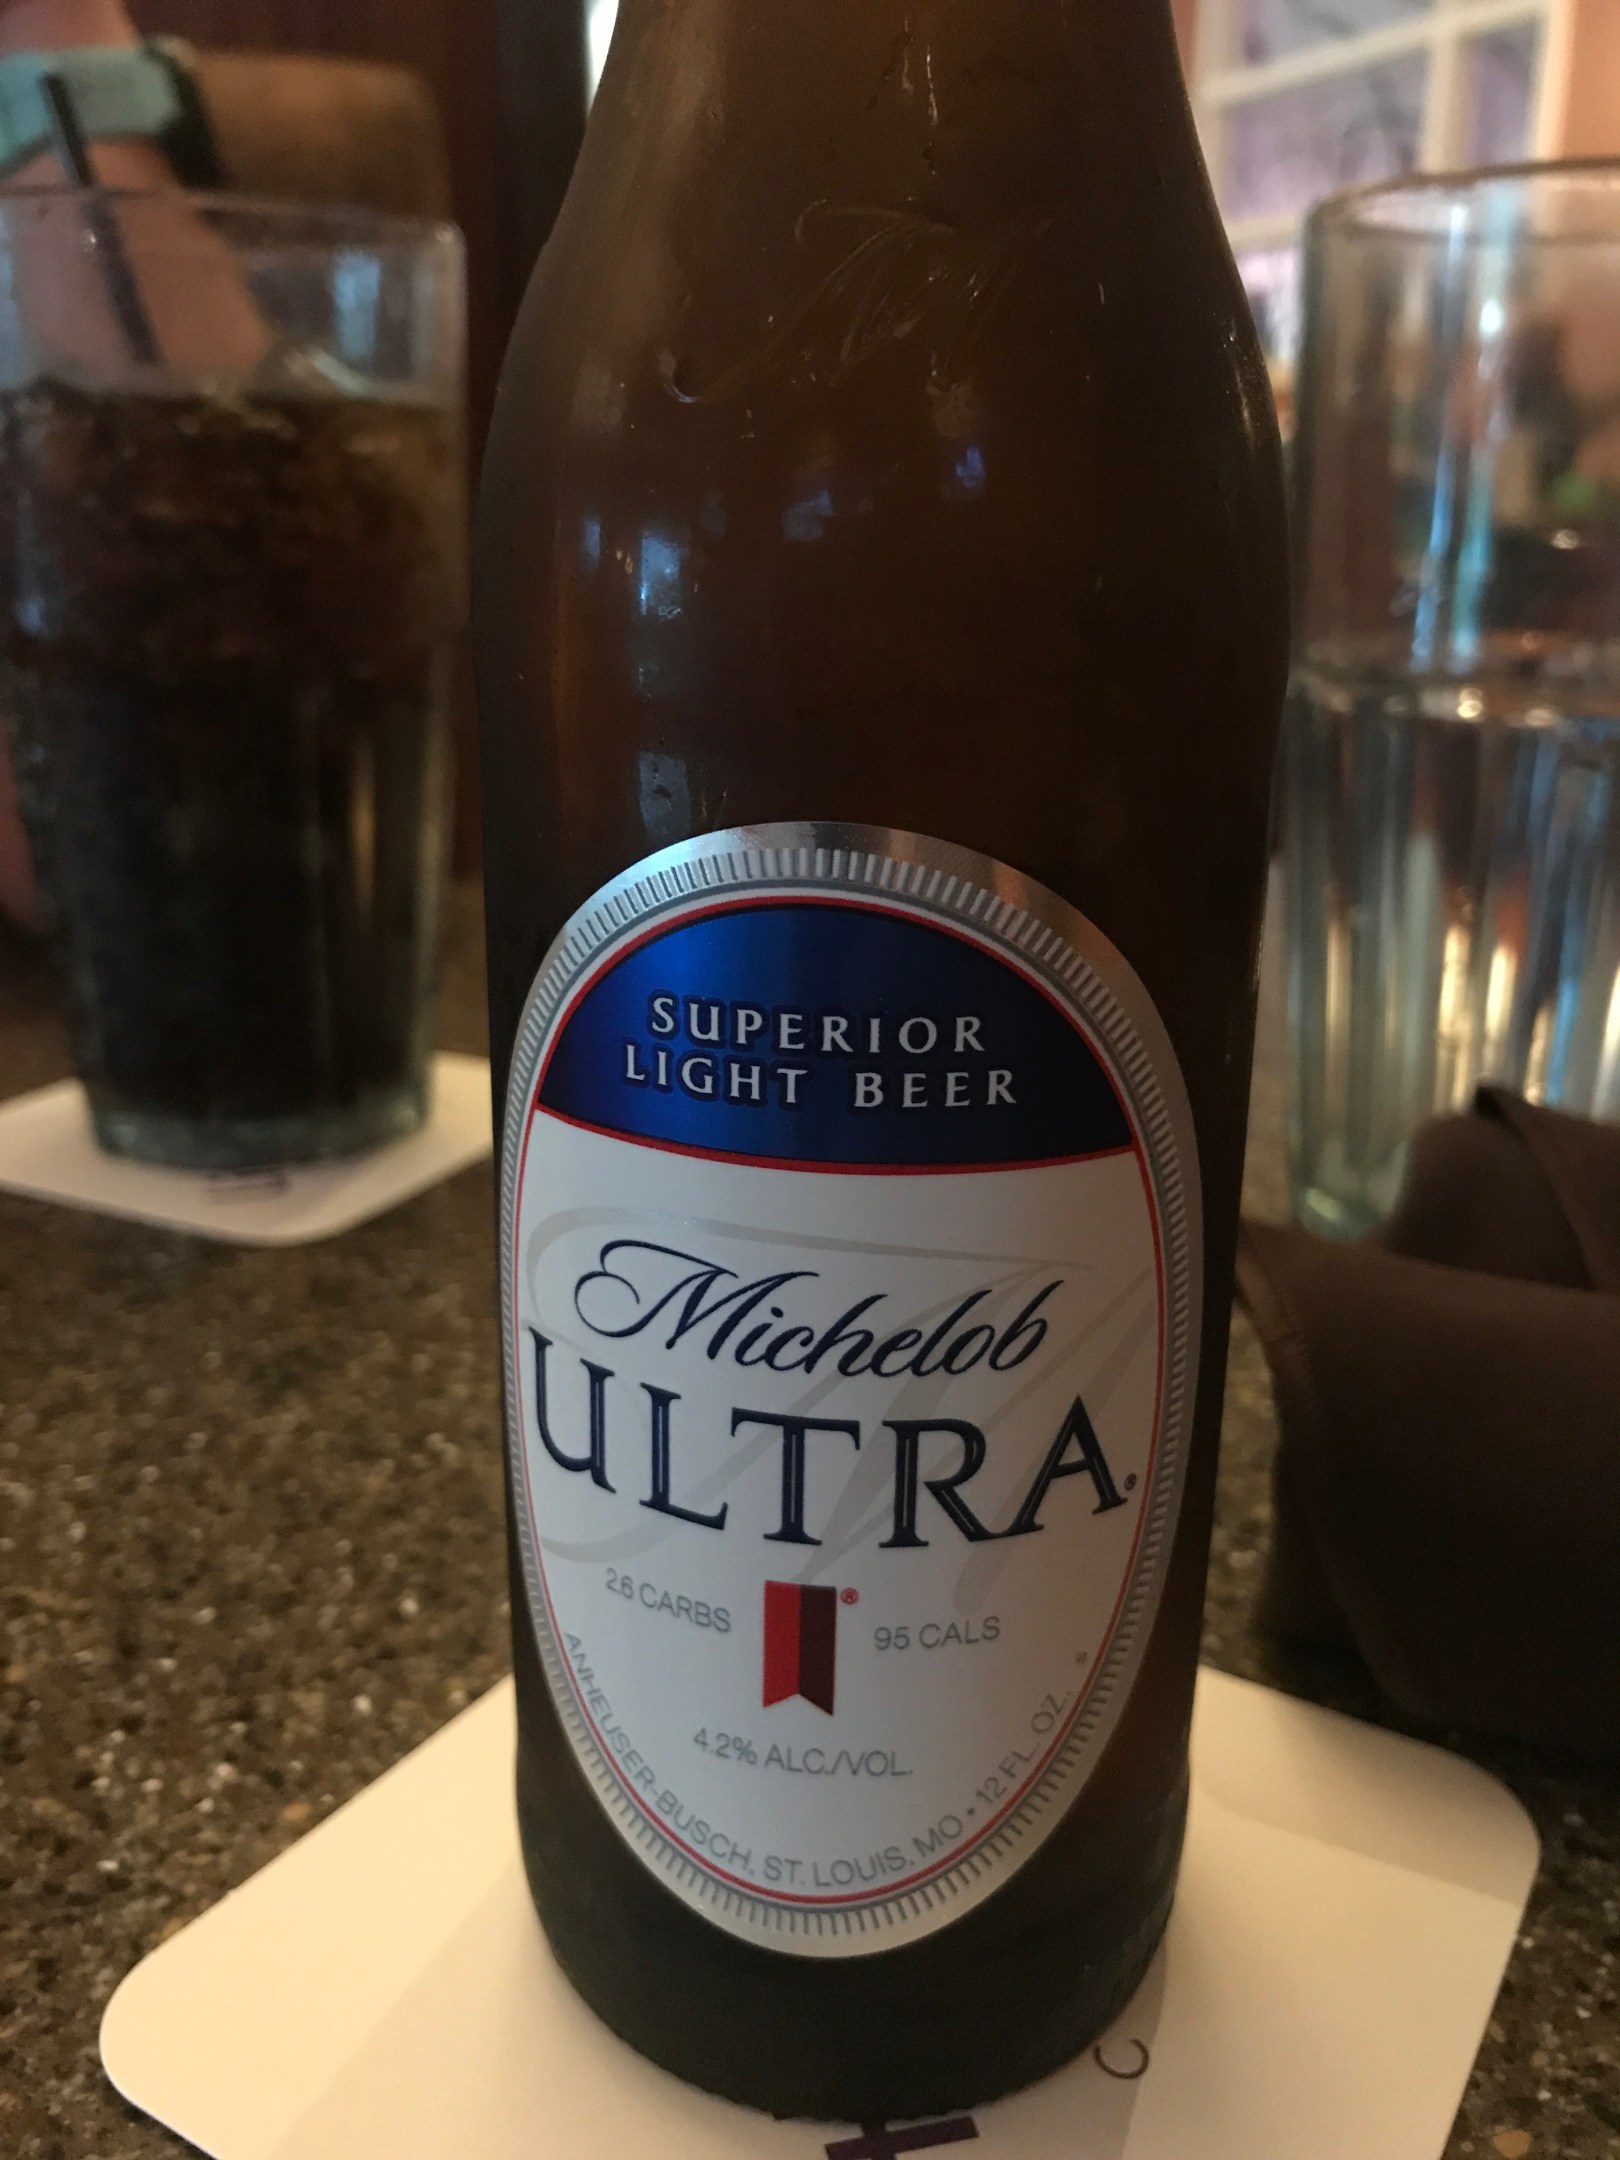 SUPERIOR
LIGHT BEER
Michelob
ULTRA®
2.6 CARBS
®
95 CALS
4.2% ALC./VOL.
ANHEUSER-BUSCH, ST. LOUIS, MO • 12 FL. OZ.